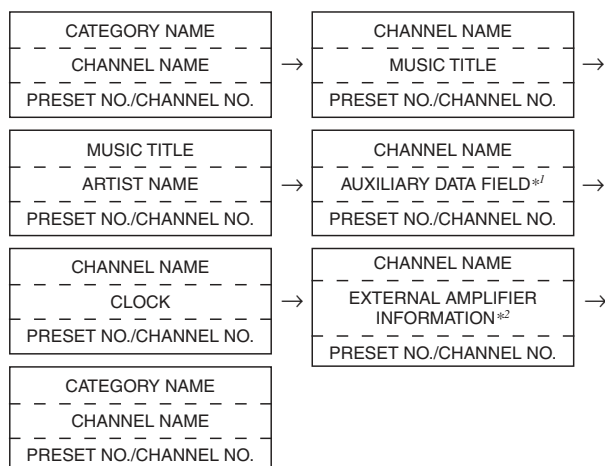 CATEGORY NAME
CHANNEL NAME
PRESET NO./CHANNEL NO.
→
CHANNEL NAME
MUSIC TITLE
PRESET NO./CHANNEL NO.
→
MUSIC TITLE
ARTIST NAME
PRESET NO./CHANNEL NO.
→
CHANNEL NAME
AUXILIARY DATA FIELD*1
PRESET NO./CHANNEL NO.
→
CHANNEL NAME
CLOCK
PRESET NO./CHANNEL NO.
→
CHANNEL NAME
EXTERNAL AMPLIFIER
INFORMATION*2
PRESET NO./CHANNEL NO.
→
CATEGORY NAME
CHANNEL NAME
PRESET NO./CHANNEL NO.